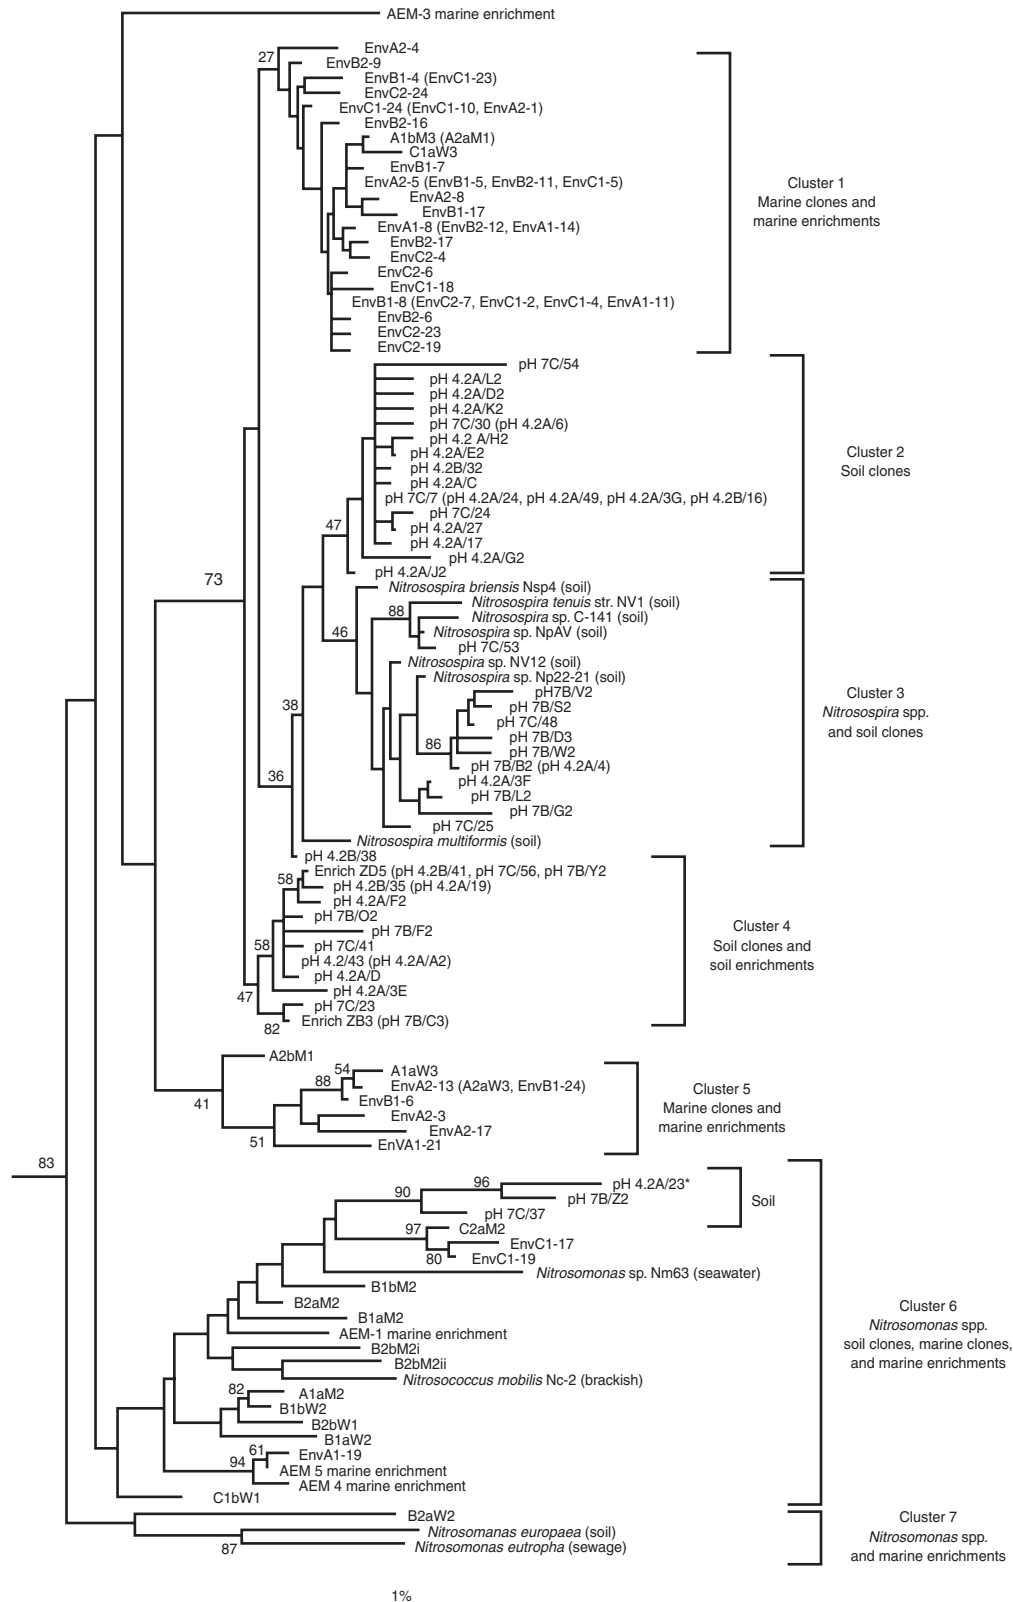 AEM-3 marine enrichment
27
EnvA2-4
EnvB2-9
EnvB1-4 (EnvC1-23)
EnvC2-24
EnvC1-24 (EnvC1-10, EnvA2-1)
EnvB2-16
A1bM3 (A2aM1)
C1aW3
EnvB1-7
EnvA2-5 (EnvB1-5, EnvB2-11, EnvC1-5)
EnvA2-8
EnvB1-17
EnvA1-8 (EnvB2-12, EnvA1-14)
EnvB2-17
EnvC2-4
EnvC2-6
EnvC1-18
EnvB1-8 (EnvC2-7, EnvC1-2, EnvC1-4, EnvA1-11)
EnvB2-6
EnvC2-23
EnvC2-19
Cluster 1
Marine clones and
marine enrichments
pH 7C/54
pH 4.2A/L2
pH 4.2A/D2
pH 4.2A/K2
pH 7C/30 (pH 4.2A/6)
pH 4.2 A/H2
pH 4.2A/E2
pH 4.2B/32
pH 4.2A/C
pH 7C/7 (pH 4.2A/24, pH 4.2A/49, pH 4.2A/3G, pH 4.2B/16)
pH 7C/24
47
pH 4.2A/27
pH 4.2A/17
pH 4.2A/G2
pH 4.2A/J2
Cluster 2
Soil clones
73
Nitrosospira briensis Nsp4 (soil)
Nitrosospira tenuis str. NV1 (soil)
88
Nitrosospira sp. C-141 (soil)
46
Nitrosospira sp. NpAV (soil)
pH 7C/53
Nitrosospira sp. NV12 (soil)
Nitrosospira sp. Np22-21 (soil)
pH7B/V2
38
pH 7B/S2
pH 7C/48
pH 7B/D3
86
pH 7B/W2
pH 7B/B2 (pH 4.2A/4)
36
pH 4.2A/3F
pH 7B/L2
pH 7B/G2
pH 7C/25
Nitrosospira multiformis (soil)
pH 4.2B/38
Cluster 3
Nitrosospira spp.
and soil clones
Enrich ZD5 (pH 4.2B/41, pH 7C/56, pH 7B/Y2
58
pH 4.2B/35 (pH 4.2A/19)
pH 4.2A/F2
pH 7B/O2
pH 7B/F2
58
pH 7C/41
pH 4.2/43 (pH 4.2A/A2)
pH 4.2A/D
pH 4.2A/3E
47
pH 7C/23
Enrich ZB3 (pH 7B/C3)
82
Cluster 4
Soil clones and
soil enrichments
A2bM1
54
A1aW3
88
EnvA2-13 (A2aW3, EnvB1-24)
EnvB1-6
41
EnvA2-3
EnvA2-17
51
EnVA1-21
Cluster 5
Marine clones and
marine enrichments
83
96
pH 4.2A/23*
90
pH 7B/Z2
pH 7C/37
Soil
97
C2aM2
EnvC1-17
80
EnvC1-19
Nitrosomonas sp. Nm63 (seawater)
B1bM2
B2aM2
B1aM2
AEM-1 marine enrichment
B2bM2i
B2bM2ii
Nitrosococcus mobilis Nc-2 (brackish)
82
A1aM2
B1bW2
B2bW1
B1aW2
61
EnvA1-19
94
AEM 5 marine enrichment
AEM 4 marine enrichment
C1bW1
Cluster 6
Nitrosomonas spp.
soil clones, marine clones,
and marine enrichments
B2aW2
Nitrosomanas europaea (soil)
87
Nitrosomonas eutropha (sewage)
Cluster 7
Nitrosomonas spp.
and marine enrichments
1%